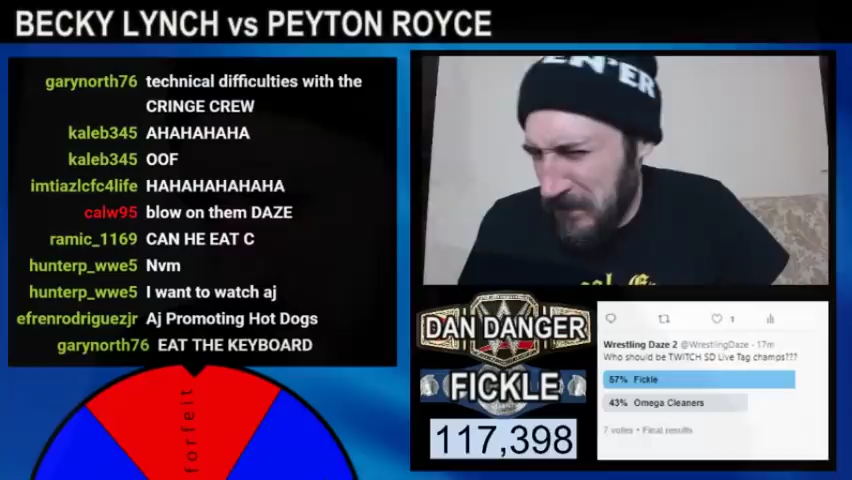 BECKY LYNCH vs PEYTON ROYCE
garynorth76 technical difficulties with the
CRINGE CREW
kaleb345 AHAHAHAHA
kaleb345 OOF
imtiazlcfc4life HAHAHAHAHAHA
calw95 blow on them DAZE
ramic_1169 CAN HE EAT C
hunterp_wwe5 Nvm
hunterp_wwe5 I want to watch aj
efrenrodriguezjr Aj Promoting Hot Dogs
garynorth76 EAT THE KEYBOARD
forfeit
EN'ER
DAN DANGER
FICKLE
117,398
1
Wrestling Daze 2 @WrestlingDaze - 17m
Who should be TWITCH SD Live Tag champs???
57% Fickle
43% Omega Cleaners
7 votes • Final results